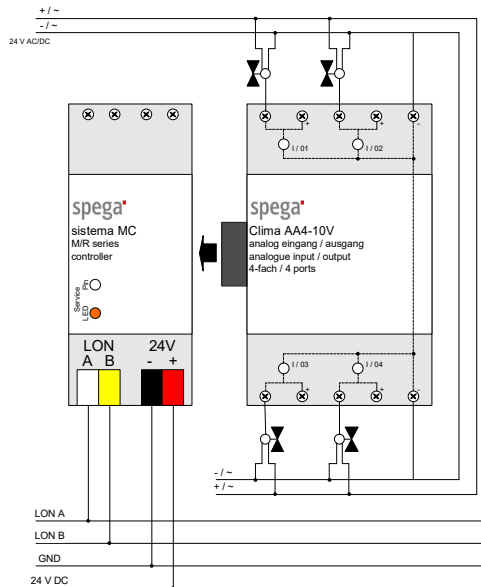 + / ~
- / ~
24 V AC/DC
+ +
-
I / 01
I / 02
spega
sistema MC
M/R series
controller
Service
Pin
LED
LON 24V
A B - +
spega
Clima AA4-10V
analog eingang / ausgang
analogue input / output
4-fach / 4 ports
I / 03
I / 04
+ +
-
- / ~
+ / ~
LON A
LON B
GND
24 V DC